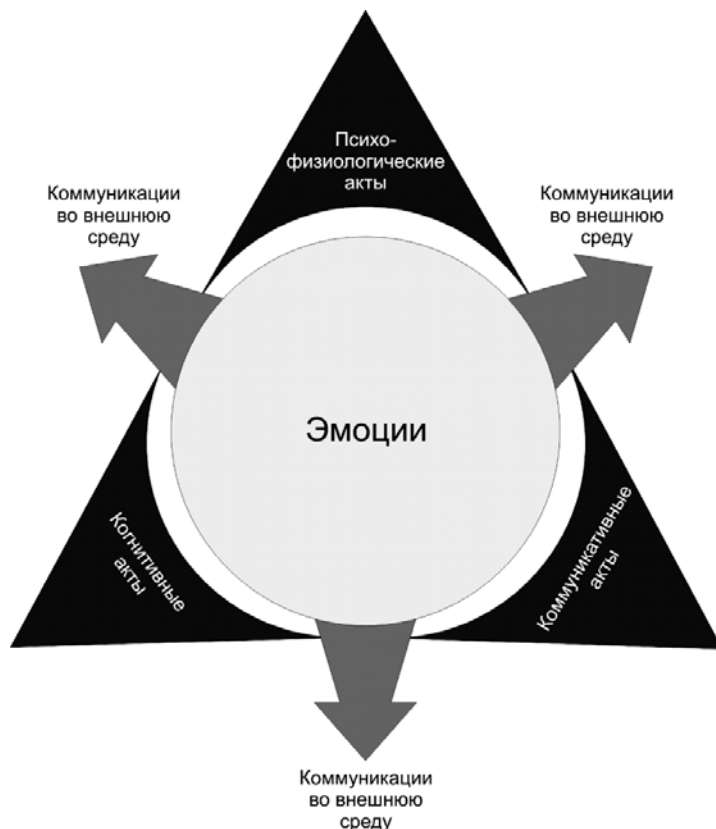 Психо-
физиологические
акты
Коммуникации
во внешнюю
среду
Коммуникации
во внешнюю
среду
Эмоции
Когнитивные
акты
Коммуникативные
акты
Коммуникации
во внешнюю
среду